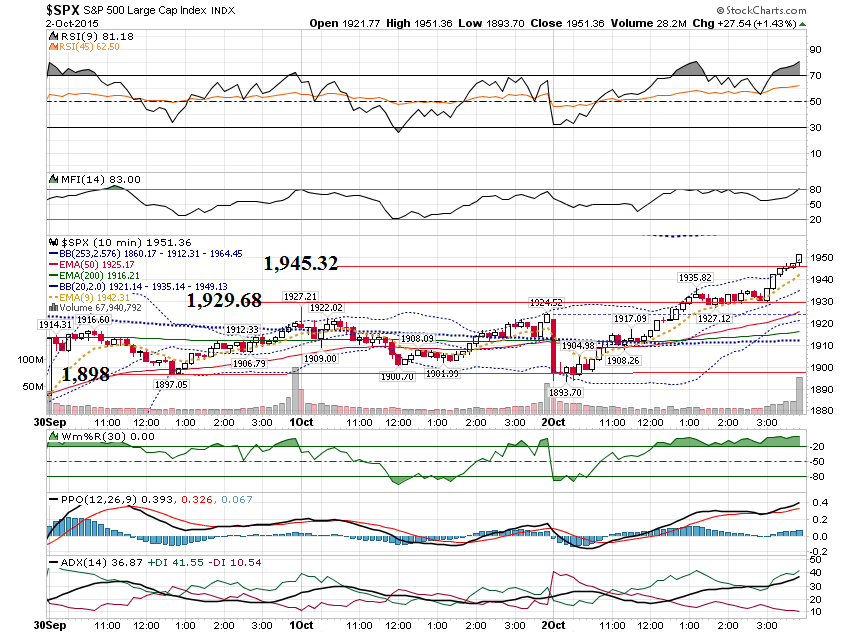 $SPX S&P 500 Large Cap Index INDX © StockCharts.com
2-Oct-2015 Open 1921.77 High 1951.36 Low 1893.70 Close 1951.36 Volume 28.2M Chg +27.54 (+1.43%)
RSI(9) 81.18
RSI(45) 62.50
90
70
50
30
10
MFI(14) 83.00
80
50
20
$SPX (10 min) 1951.36
BB(253,2.576) 1860.17 - 1912.31 - 1964.45
EMA(50) 1925.17
EMA(200) 1916.21
BB(20,2.0) 1921.14 - 1935.14 - 1949.13
EMA(9) 1942.31
Volume 67,940,792
1,945.32
1,929.68
1,898
1914.31
1916.60
1897.05
1912.33
1906.79
1927.21
1922.02
1909.00
1908.09
1900.70
1901.99
1924.52
1893.70
1904.98
1917.09
1908.26
1935.82
1927.12
1950
1940
1930
1920
1910
1900
1890
1880
100M
50M
30Sep 11:00 12:00 1:00 2:00 3:00 1Oct 11:00 12:00 1:00 2:00 3:00 2Oct 11:00 12:00 1:00 2:00 3:00
Wm%R(30) 0.00
-20
-50
-80
PPO(12,26,9) 0.393, 0.326, 0.067
0.4
0.2
0.0
-0.2
ADX(14) 36.87 +DI 41.55 -DI 10.54
50
40
30
20
10
30Sep 11:00 12:00 1:00 2:00 3:00 1Oct 11:00 12:00 1:00 2:00 3:00 2Oct 11:00 12:00 1:00 2:00 3:00